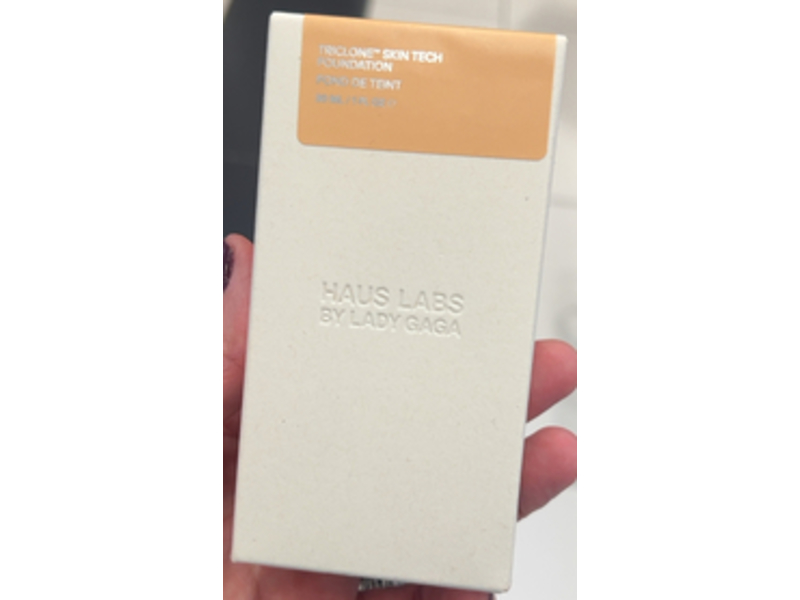 TRICLONE™ SKIN TECH
FOUNDATION
FOND DE TEINT
HAUS LABS
BY LADY GAGA